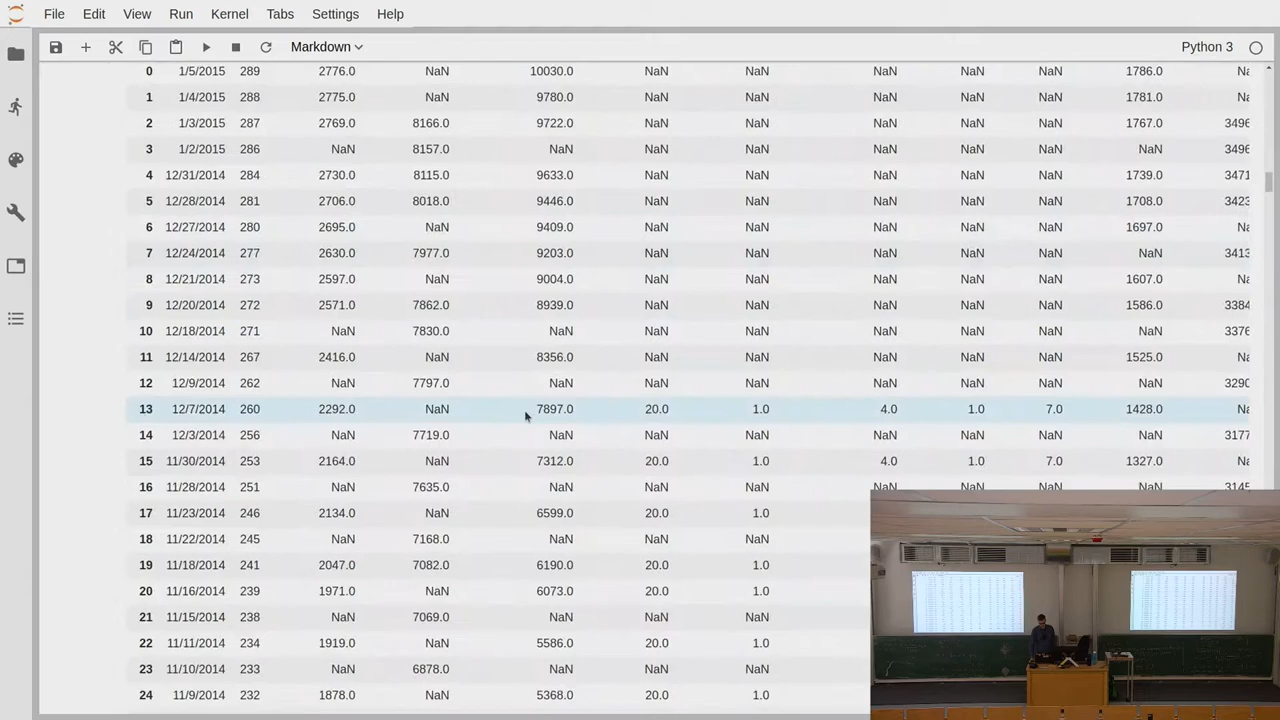 File Edit View Run Kernel Tabs Settings Help
Markdown Python 3
0 1/5/2015 289 2776.0 NaN 10030.0 NaN NaN NaN NaN NaN 1786.0 Na
1 1/4/2015 288 2775.0 NaN 9780.0 NaN NaN NaN NaN NaN 1781.0 Na
2 1/3/2015 287 2769.0 8166.0 9722.0 NaN NaN NaN NaN NaN 1767.0 3496
3 1/2/2015 286 NaN 8157.0 NaN NaN NaN NaN NaN NaN NaN 3496
4 12/31/2014 284 2730.0 8115.0 9633.0 NaN NaN NaN NaN NaN 1739.0 3471
5 12/28/2014 281 2706.0 8018.0 9446.0 NaN NaN NaN NaN NaN 1708.0 3423
6 12/27/2014 280 2695.0 NaN 9409.0 NaN NaN NaN NaN NaN 1697.0 Na
7 12/24/2014 277 2630.0 7977.0 9203.0 NaN NaN NaN NaN NaN NaN 3413
8 12/21/2014 273 2597.0 NaN 9004.0 NaN NaN NaN NaN NaN 1607.0 Na
9 12/20/2014 272 2571.0 7862.0 8939.0 NaN NaN NaN NaN NaN 1586.0 3384
10 12/18/2014 271 NaN 7830.0 NaN NaN NaN NaN NaN NaN NaN 3376
11 12/14/2014 267 2416.0 NaN 8356.0 NaN NaN NaN NaN NaN 1525.0 Na
12 12/9/2014 262 NaN 7797.0 NaN NaN NaN NaN NaN NaN NaN 3290
13 12/7/2014 260 2292.0 NaN 7897.0 20.0 1.0 4.0 1.0 7.0 1428.0 Na
14 12/3/2014 256 NaN 7719.0 NaN NaN NaN NaN NaN NaN NaN 3177
15 11/30/2014 253 2164.0 NaN 7312.0 20.0 1.0 4.0 1.0 7.0 1327.0 Na
16 11/28/2014 251 NaN 7635.0 NaN NaN NaN NaN NaN NaN NaN 3145
17 11/23/2014 246 2134.0 NaN 6599.0 20.0 1.0
18 11/22/2014 245 NaN 7168.0 NaN NaN NaN
19 11/18/2014 241 2047.0 7082.0 6190.0 20.0 1.0
20 11/16/2014 239 1971.0 NaN 6073.0 20.0 1.0
21 11/15/2014 238 NaN 7069.0 NaN NaN NaN
22 11/11/2014 234 1919.0 NaN 5586.0 20.0 1.0
23 11/10/2014 233 NaN 6878.0 NaN NaN NaN
24 11/9/2014 232 1878.0 NaN 5368.0 20.0 1.0